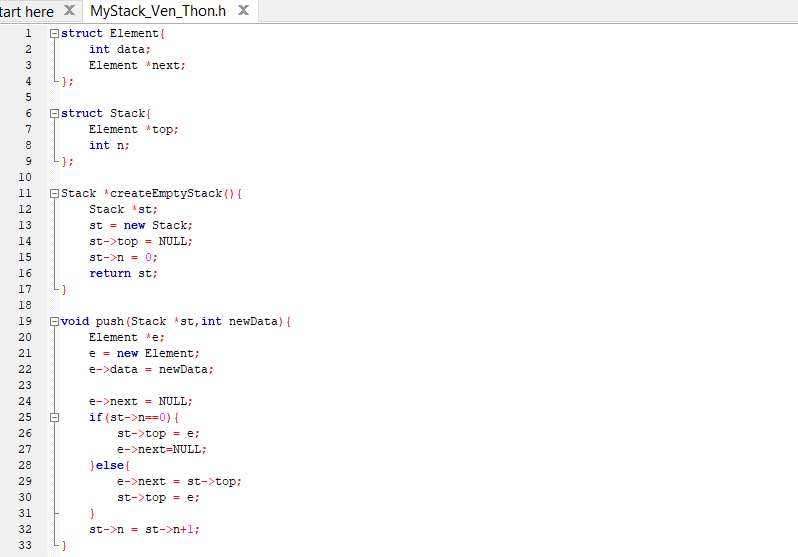 tart here X MyStack_Ven_Thon.h X
1 struct Element{
2 int data;
3 Element *next;
4 };
5
6 struct Stack{
7 Element *top;
8 int n;
9 };
10
11 Stack *createEmptyStack(){
12 Stack *st;
13 st = new Stack;
14 st->top = NULL;
15 st->n = 0;
16 return st;
17 }
18
19 void push(Stack *st,int newData){
20 Element *e;
21 e = new Element;
22 e->data = newData;
23
24 e->next = NULL;
25 if(st->n==0){
26 st->top = e;
27 e->next=NULL;
28 }else{
29 e->next = st->top;
30 st->top = e;
31 }
32 st->n = st->n+1;
33 }